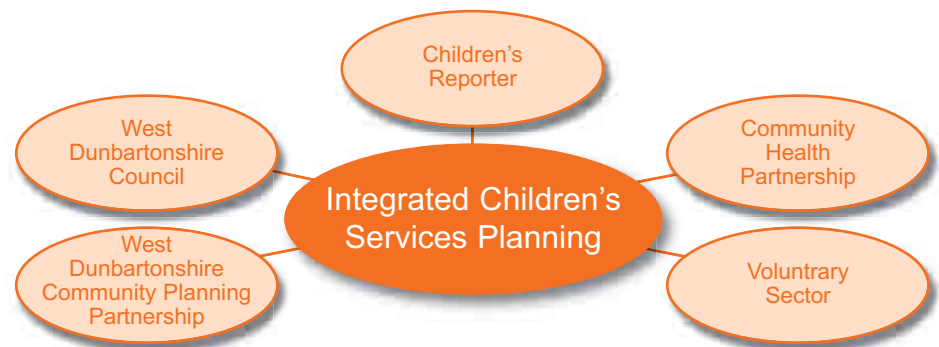 Children's
Reporter
West
Dunbartonshire
Council
Community
Health
Partnership
Integrated Children's
Services Planning
West
Dunbartonshire
Community Planning
Partnership
Voluntrary
Sector